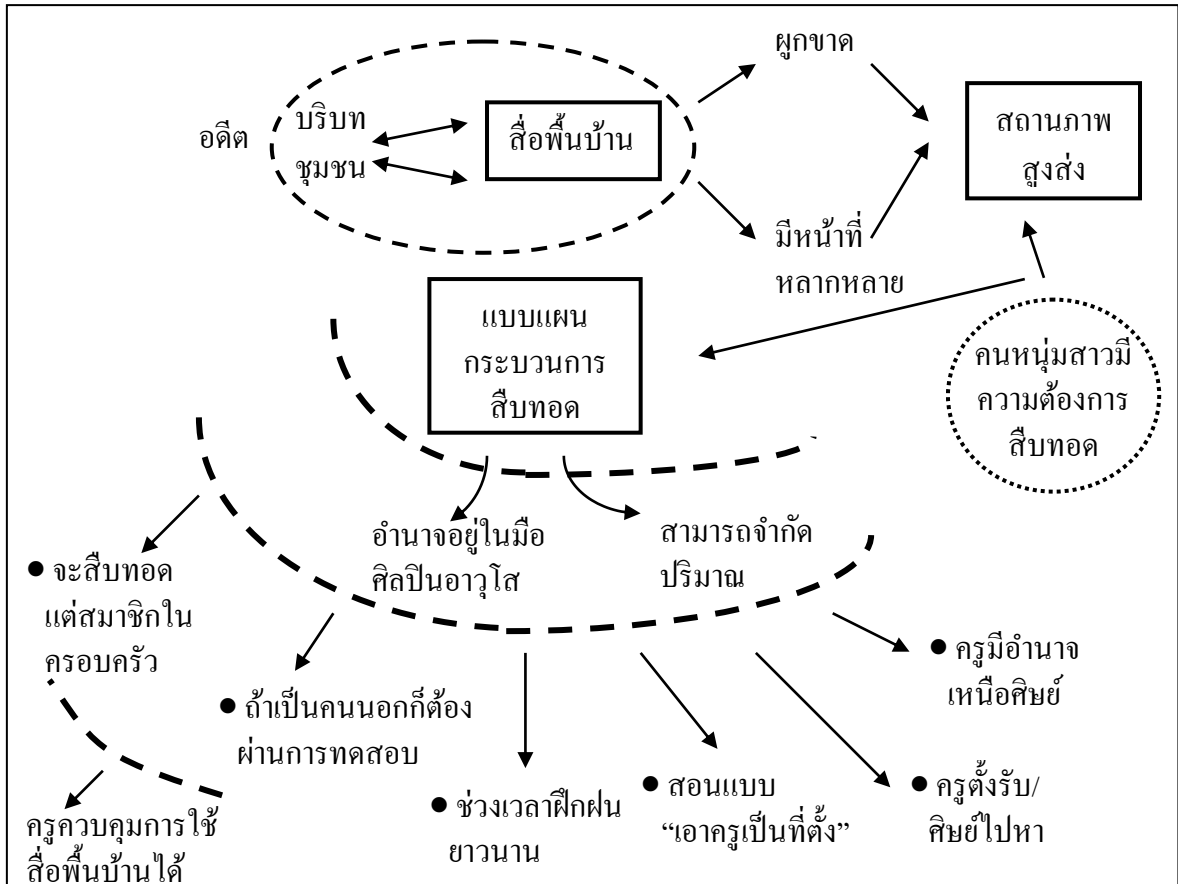 ผูกขาด
อดีต
บริบท
ชุมชน
สื่อพื้นบ้าน
สถานภาพ
สูงส่ง
มีหน้าที่
หลากหลาย
แบบแผน
กระบวนการ
สืบทอด
คนหนุ่มสาวมี
ความต้องการ
สืบทอด
อำนาจอยู่ในมือ
ศิลปินอาวุโส
สามารถจำกัด
ปริมาณ
● จะสืบทอด
แต่สมาชิกใน
ครอบครัว
● ถ้าเป็นคนนอกก็ต้อง
ผ่านการทดสอบ
● ครูมีอำนาจ
เหนือศิษย์
ครูควบคุมการใช้
สื่อพื้นบ้านได้
● ช่วงเวลาฝึกฝน
ยาวนาน
● สอนแบบ
“เอาครูเป็นที่ตั้ง”
● ครูตั้งรับ/
ศิษย์ไปหา